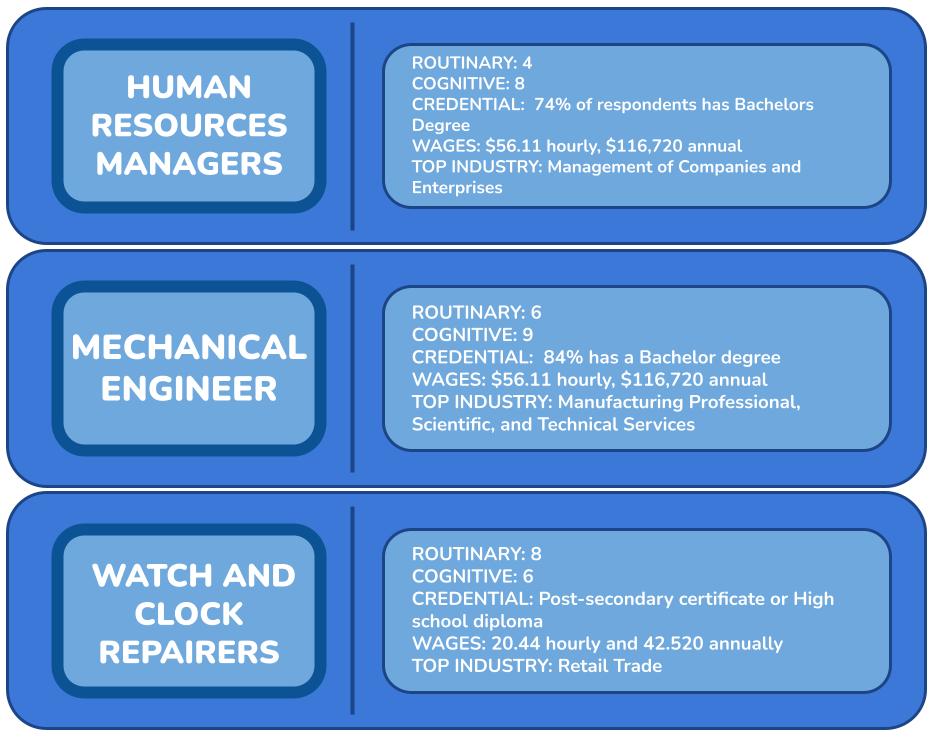 HUMAN
RESOURCES
MANAGERS
ROUTINARY: 4
COGNITIVE: 8
CREDENTIAL:  74% of respondents has Bachelors
Degree
WAGES: $56.11 hourly, $116,720 annual
TOP INDUSTRY: Management of Companies and
Enterprises
MECHANICAL
ENGINEER
ROUTINARY: 6
COGNITIVE: 9
CREDENTIAL:  84% has a Bachelor degree
WAGES: $56.11 hourly, $116,720 annual
TOP INDUSTRY: Manufacturing Professional,
Scientific, and Technical Services
WATCH AND
CLOCK
REPAIRERS
ROUTINARY: 8
COGNITIVE: 6
CREDENTIAL: Post-secondary certificate or High
school diploma
WAGES: 20.44 hourly and 42.520 annually
TOP INDUSTRY: Retail Trade